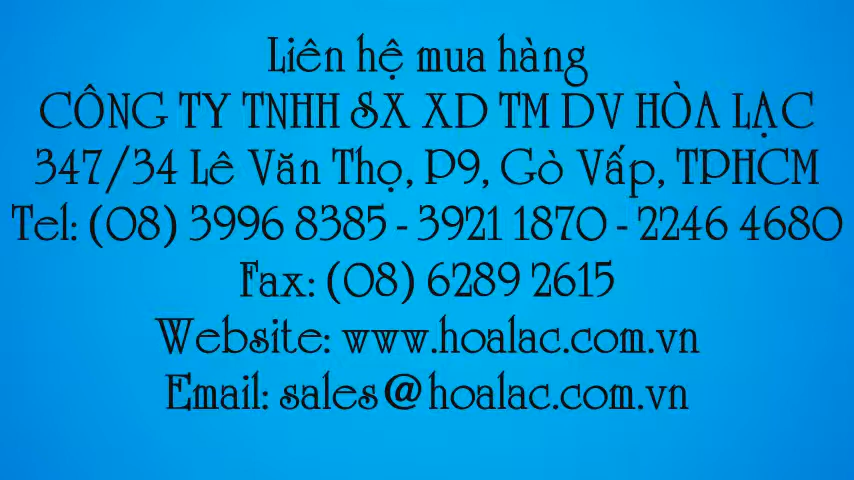 Liên hệ mua hàng
CÔNG TY TNHH SX XD TM DV HÒA LẠC
347/34 Lê Văn Thọ, P9, Gò Vấp, TPHCM
Tel: (08) 3996 8385 - 3921 1870 - 2246 4680
Fax: (08) 6289 2615
Website: www.hoalac.com.vn
Email: sales@hoalac.com.vn